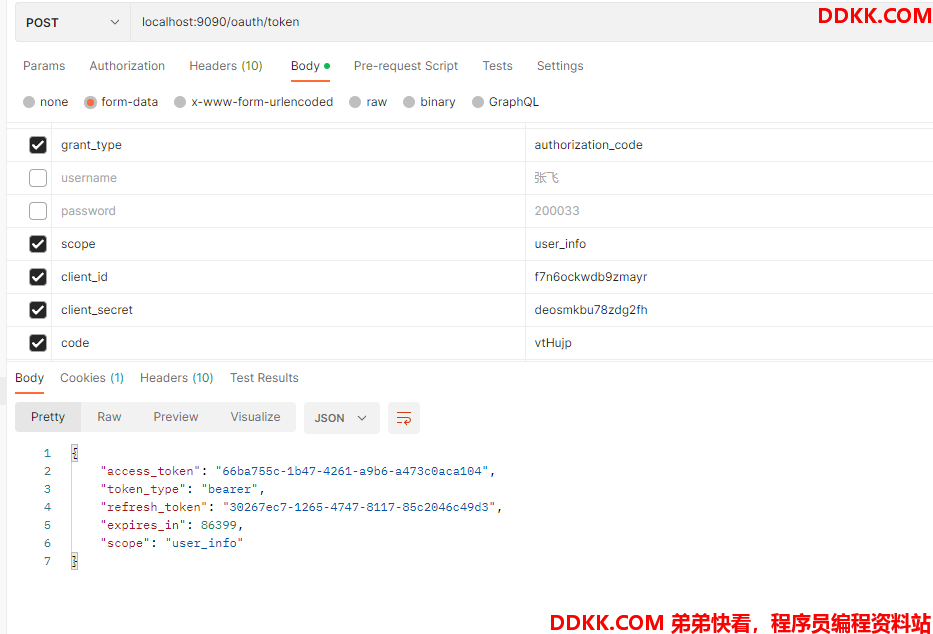 POST localhost:9090/oauth/token DDKK.COM
Params Authorization Headers (10) Body Pre-request Script Tests Settings
none form-data x-www-form-urlencoded raw binary GraphQL
grant_type authorization_code
username 张飞
password 200033
scope user_info
client_id f7n6ockwdb9zmayr
client_secret deosmkbu78zdg2fh
code vtHujp
Body Cookies (1) Headers (10) Test Results
Pretty Raw Preview Visualize JSON
1 {
2 "access_token": "66ba755c-1b47-4261-a9b6-a473c0aca104",
3 "token_type": "bearer",
4 "refresh_token": "30267ec7-1265-4747-8117-85c2046c49d3",
5 "expires_in": 86399,
6 "scope": "user_info"
7 }
DDKK.COM 弟弟快看，程序员编程资料站